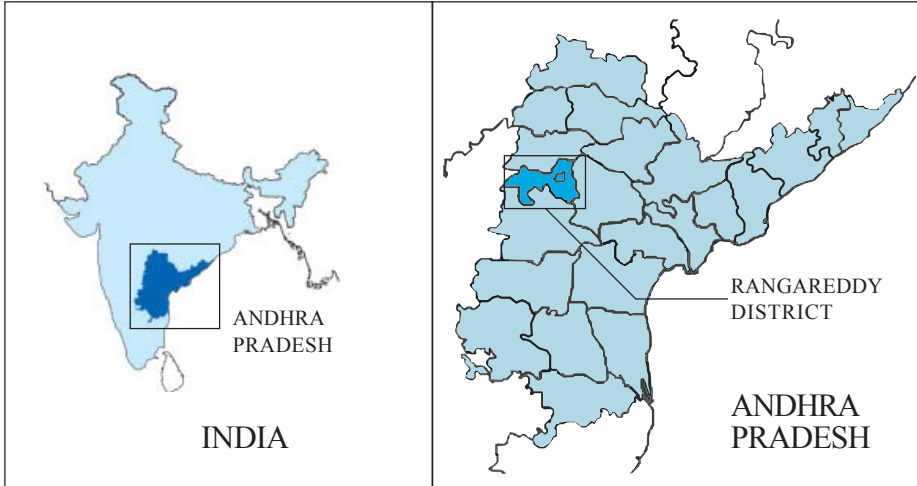 ANDHRA
PRADESH
INDIA
RANGAREDDY
DISTRICT
ANDHRA
PRADESH